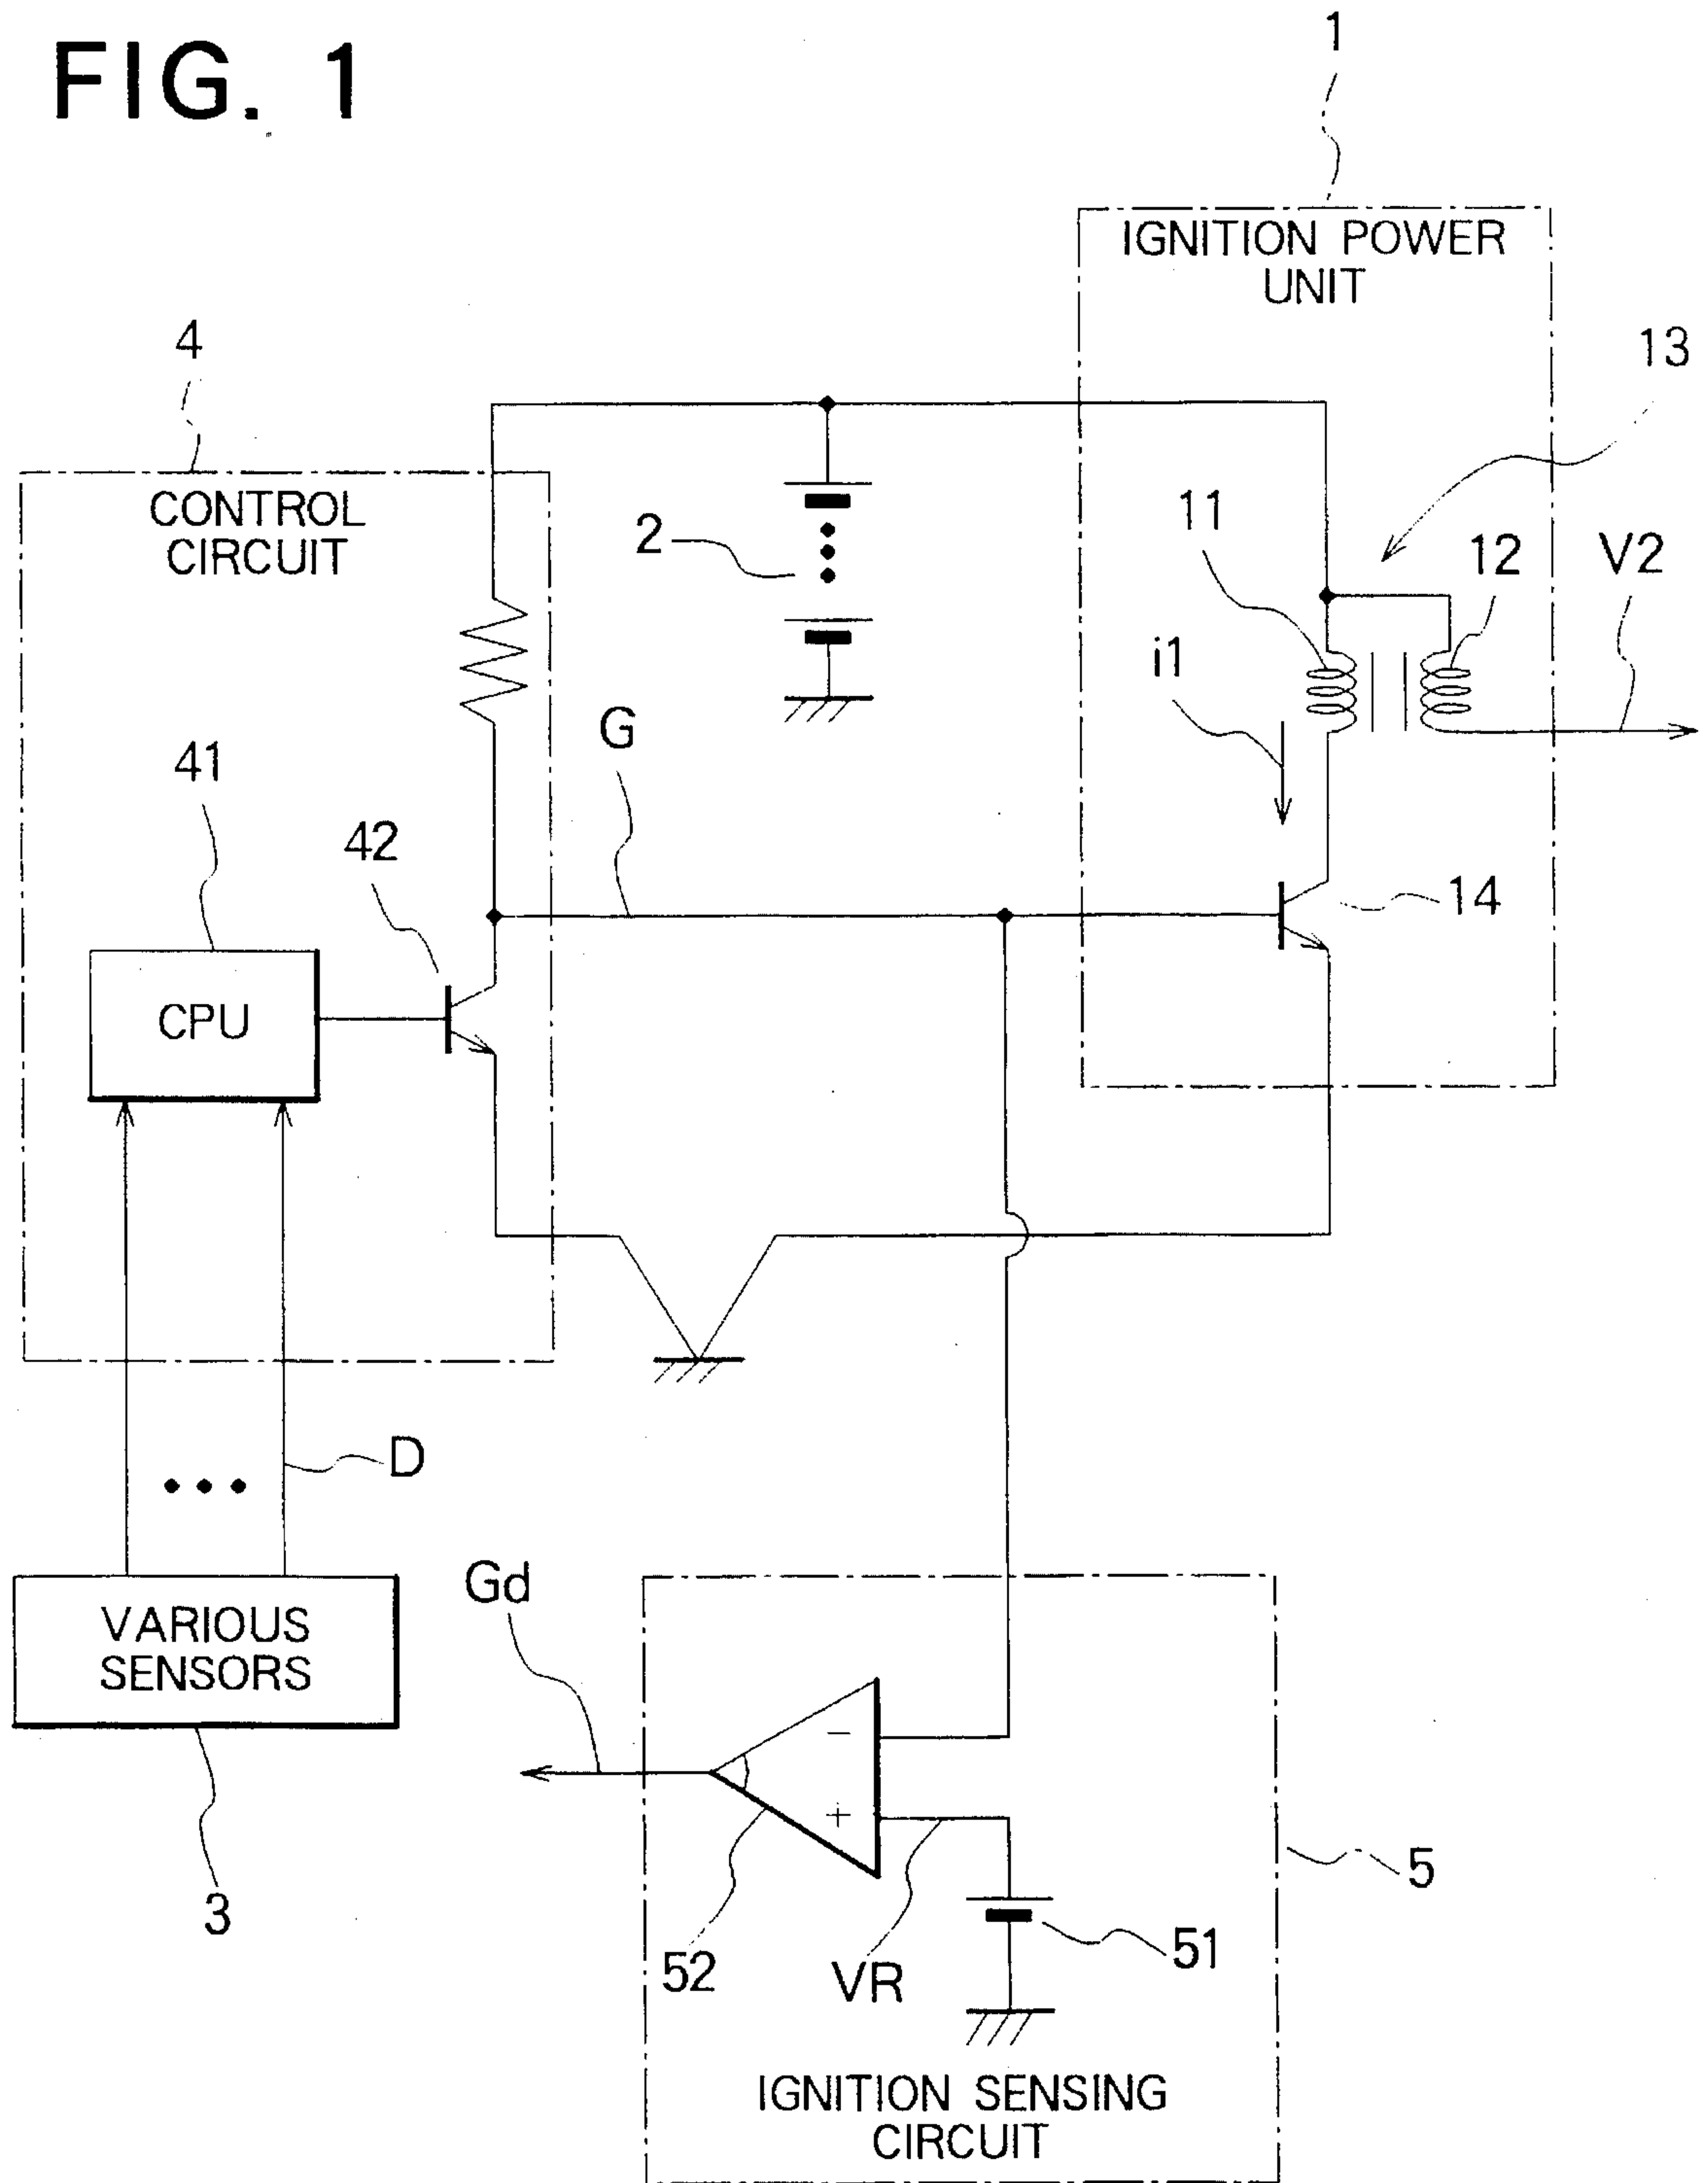 FIG. 1
1
IGNITION POWER
UNIT
4
13
CONTROL
CIRCUIT
11
2
12
V2
i1
G
41
42
14
CPU
D
Gd
VARIOUS
SENSORS
−
+
5
3
51
52
VR
IGNITION SENSING
CIRCUIT